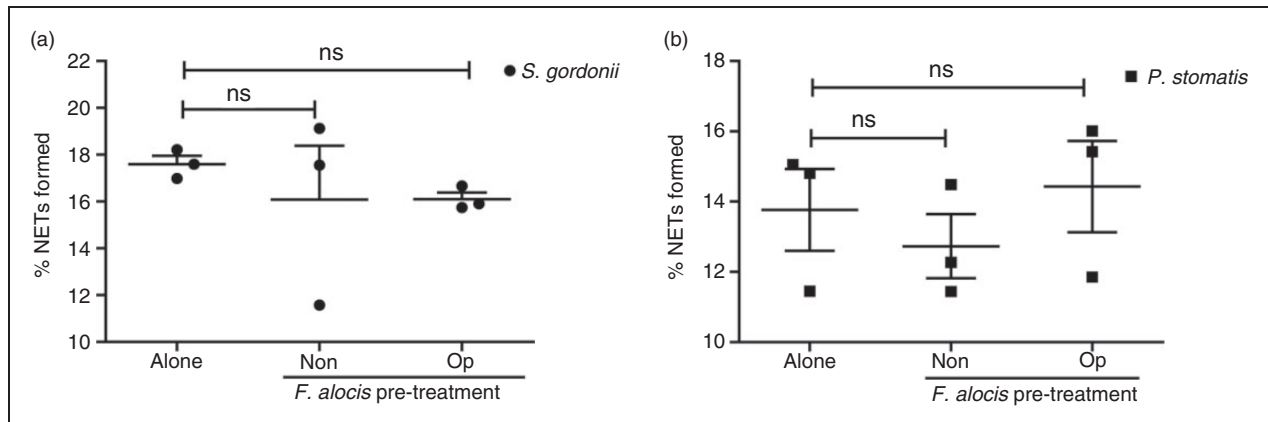 (a)
22
20
18
16
14
12
10
% NETs formed
ns
ns
S. gordonii
Alone
Non
Op
F. alocis pre-treatment
(b)
18
16
14
12
10
% NETs formed
ns
ns
P. stomatis
Alone
Non
Op
F. alocis pre-treatment